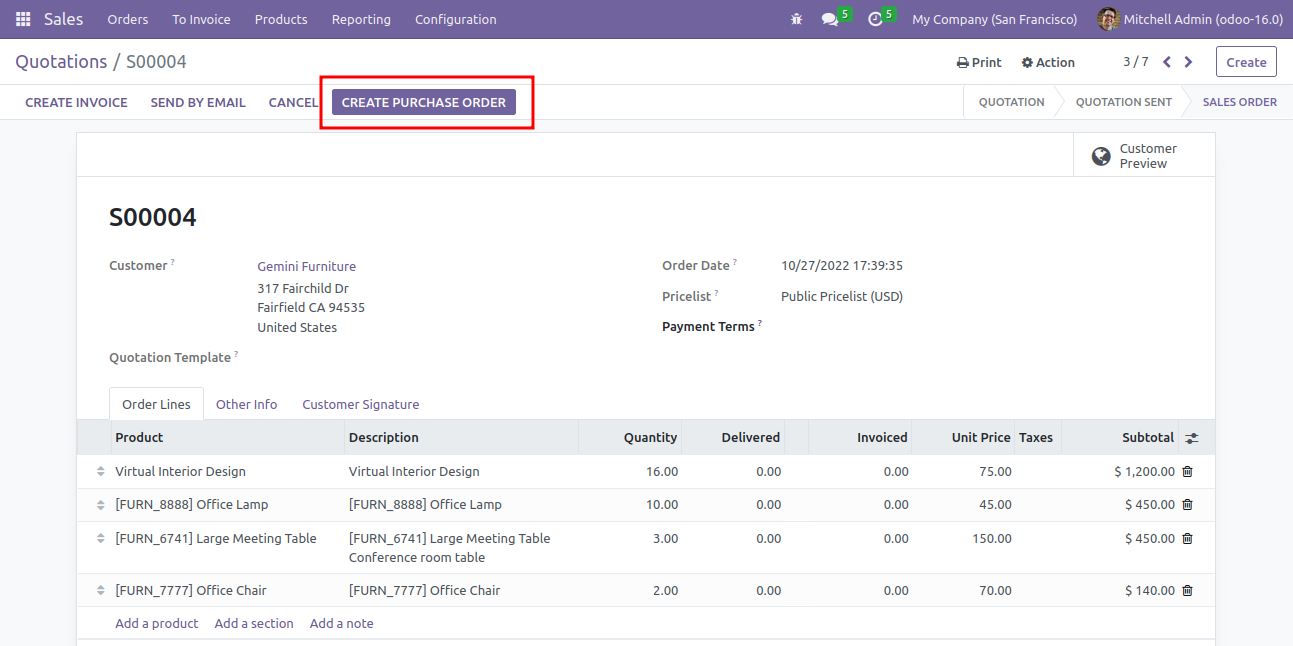 Sales Orders To Invoice Products Reporting Configuration 5 5 My Company (San Francisco) Mitchell Admin (odoo-16.0)
Quotations / S00004 Print Action 3 / 7 Create
CREATE INVOICE SEND BY EMAIL CANCEL CREATE PURCHASE ORDER QUOTATION QUOTATION SENT SALES ORDER
Customer
Preview
S00004
Customer ? Gemini Furniture Order Date ? 10/27/2022 17:39:35
317 Fairchild Dr Pricelist ? Public Pricelist (USD)
Fairfield CA 94535
United States Payment Terms ?
Quotation Template ?
Order Lines Other Info Customer Signature
Product Description Quantity Delivered Invoiced Unit Price Taxes Subtotal
Virtual Interior Design Virtual Interior Design 16.00 0.00 0.00 75.00 $ 1,200.00
[FURN_8888] Office Lamp [FURN_8888] Office Lamp 10.00 0.00 0.00 45.00 $ 450.00
[FURN_6741] Large Meeting Table [FURN_6741] Large Meeting Table 3.00 0.00 0.00 150.00 $ 450.00
Conference room table
[FURN_7777] Office Chair [FURN_7777] Office Chair 2.00 0.00 0.00 70.00 $ 140.00
Add a product Add a section Add a note